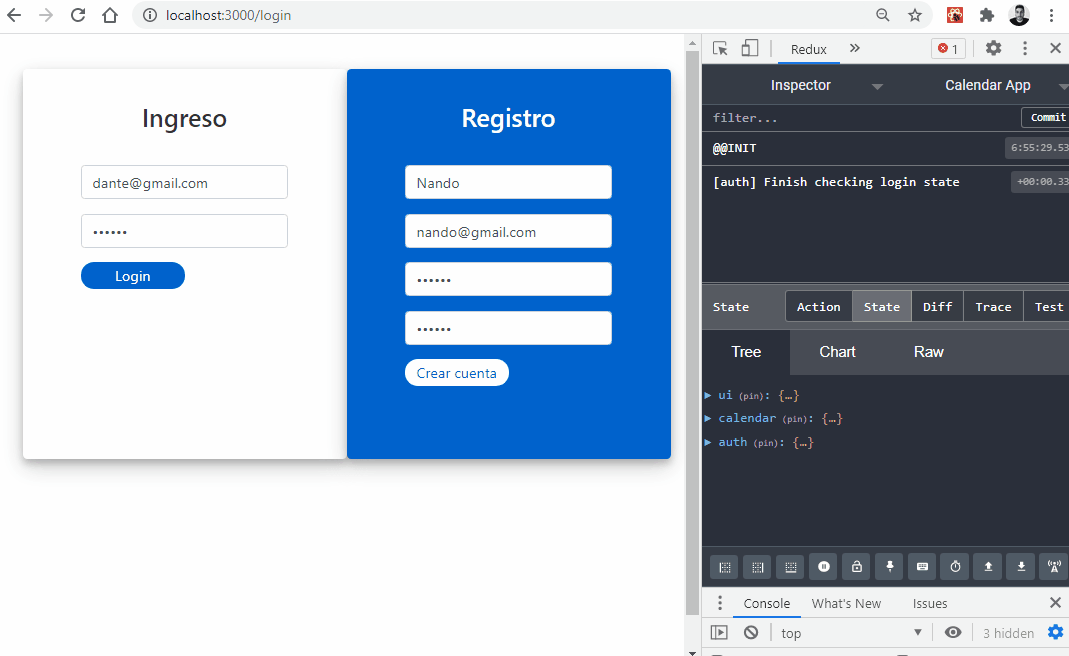 localhost:3000/login
Redux
1
Ingreso
dante@gmail.com
••••••
Login
Registro
Nando
nando@gmail.com
••••••
••••••
Crear cuenta
Inspector
Calendar App
filter...
Commit
@@INIT
6:55:29.53
[auth] Finish checking login state
+00:00.33
State
Action
State
Diff
Trace
Test
Tree
Chart
Raw
ui (pin): {…}
calendar (pin): {…}
auth (pin): {…}
Console
What's New
Issues
top
3 hidden